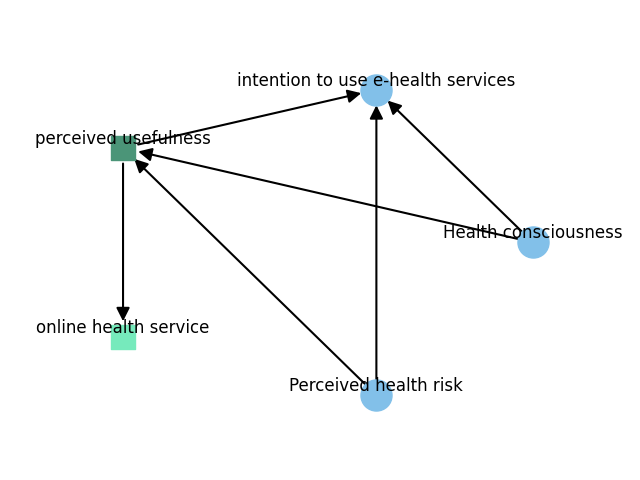 intention to use e-health services
perceived usefulness
Health consciousness
online health service
Perceived health risk